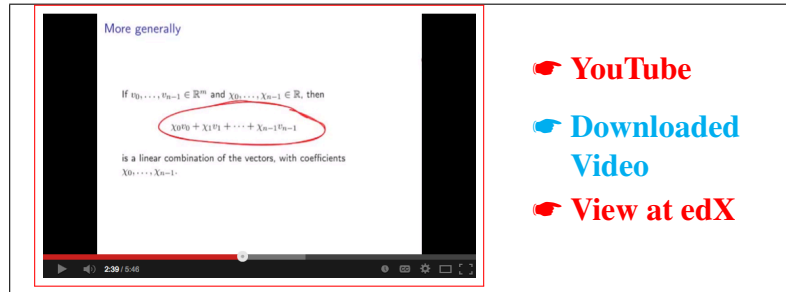 More generally
If v₀, . . . , vₙ₋₁ ∈ ℝᵐ and χ₀, . . . , χₙ₋₁ ∈ ℝ, then
χ₀v₀ + χ₁v₁ + · · · + χₙ₋₁vₙ₋₁
is a linear combination of the vectors, with coefficients
χ₀, . . . , χₙ₋₁.
2:39 / 5:46
CC
☛ YouTube
☛ Downloaded
Video
☛ View at edX